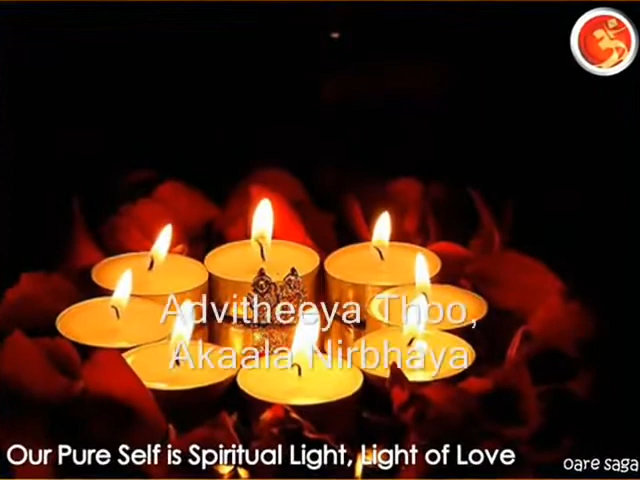 Advitheeya Thoo,
Akaala Nirbhaya
Our Pure Self is Spiritual Light, Light of Love
oare saga